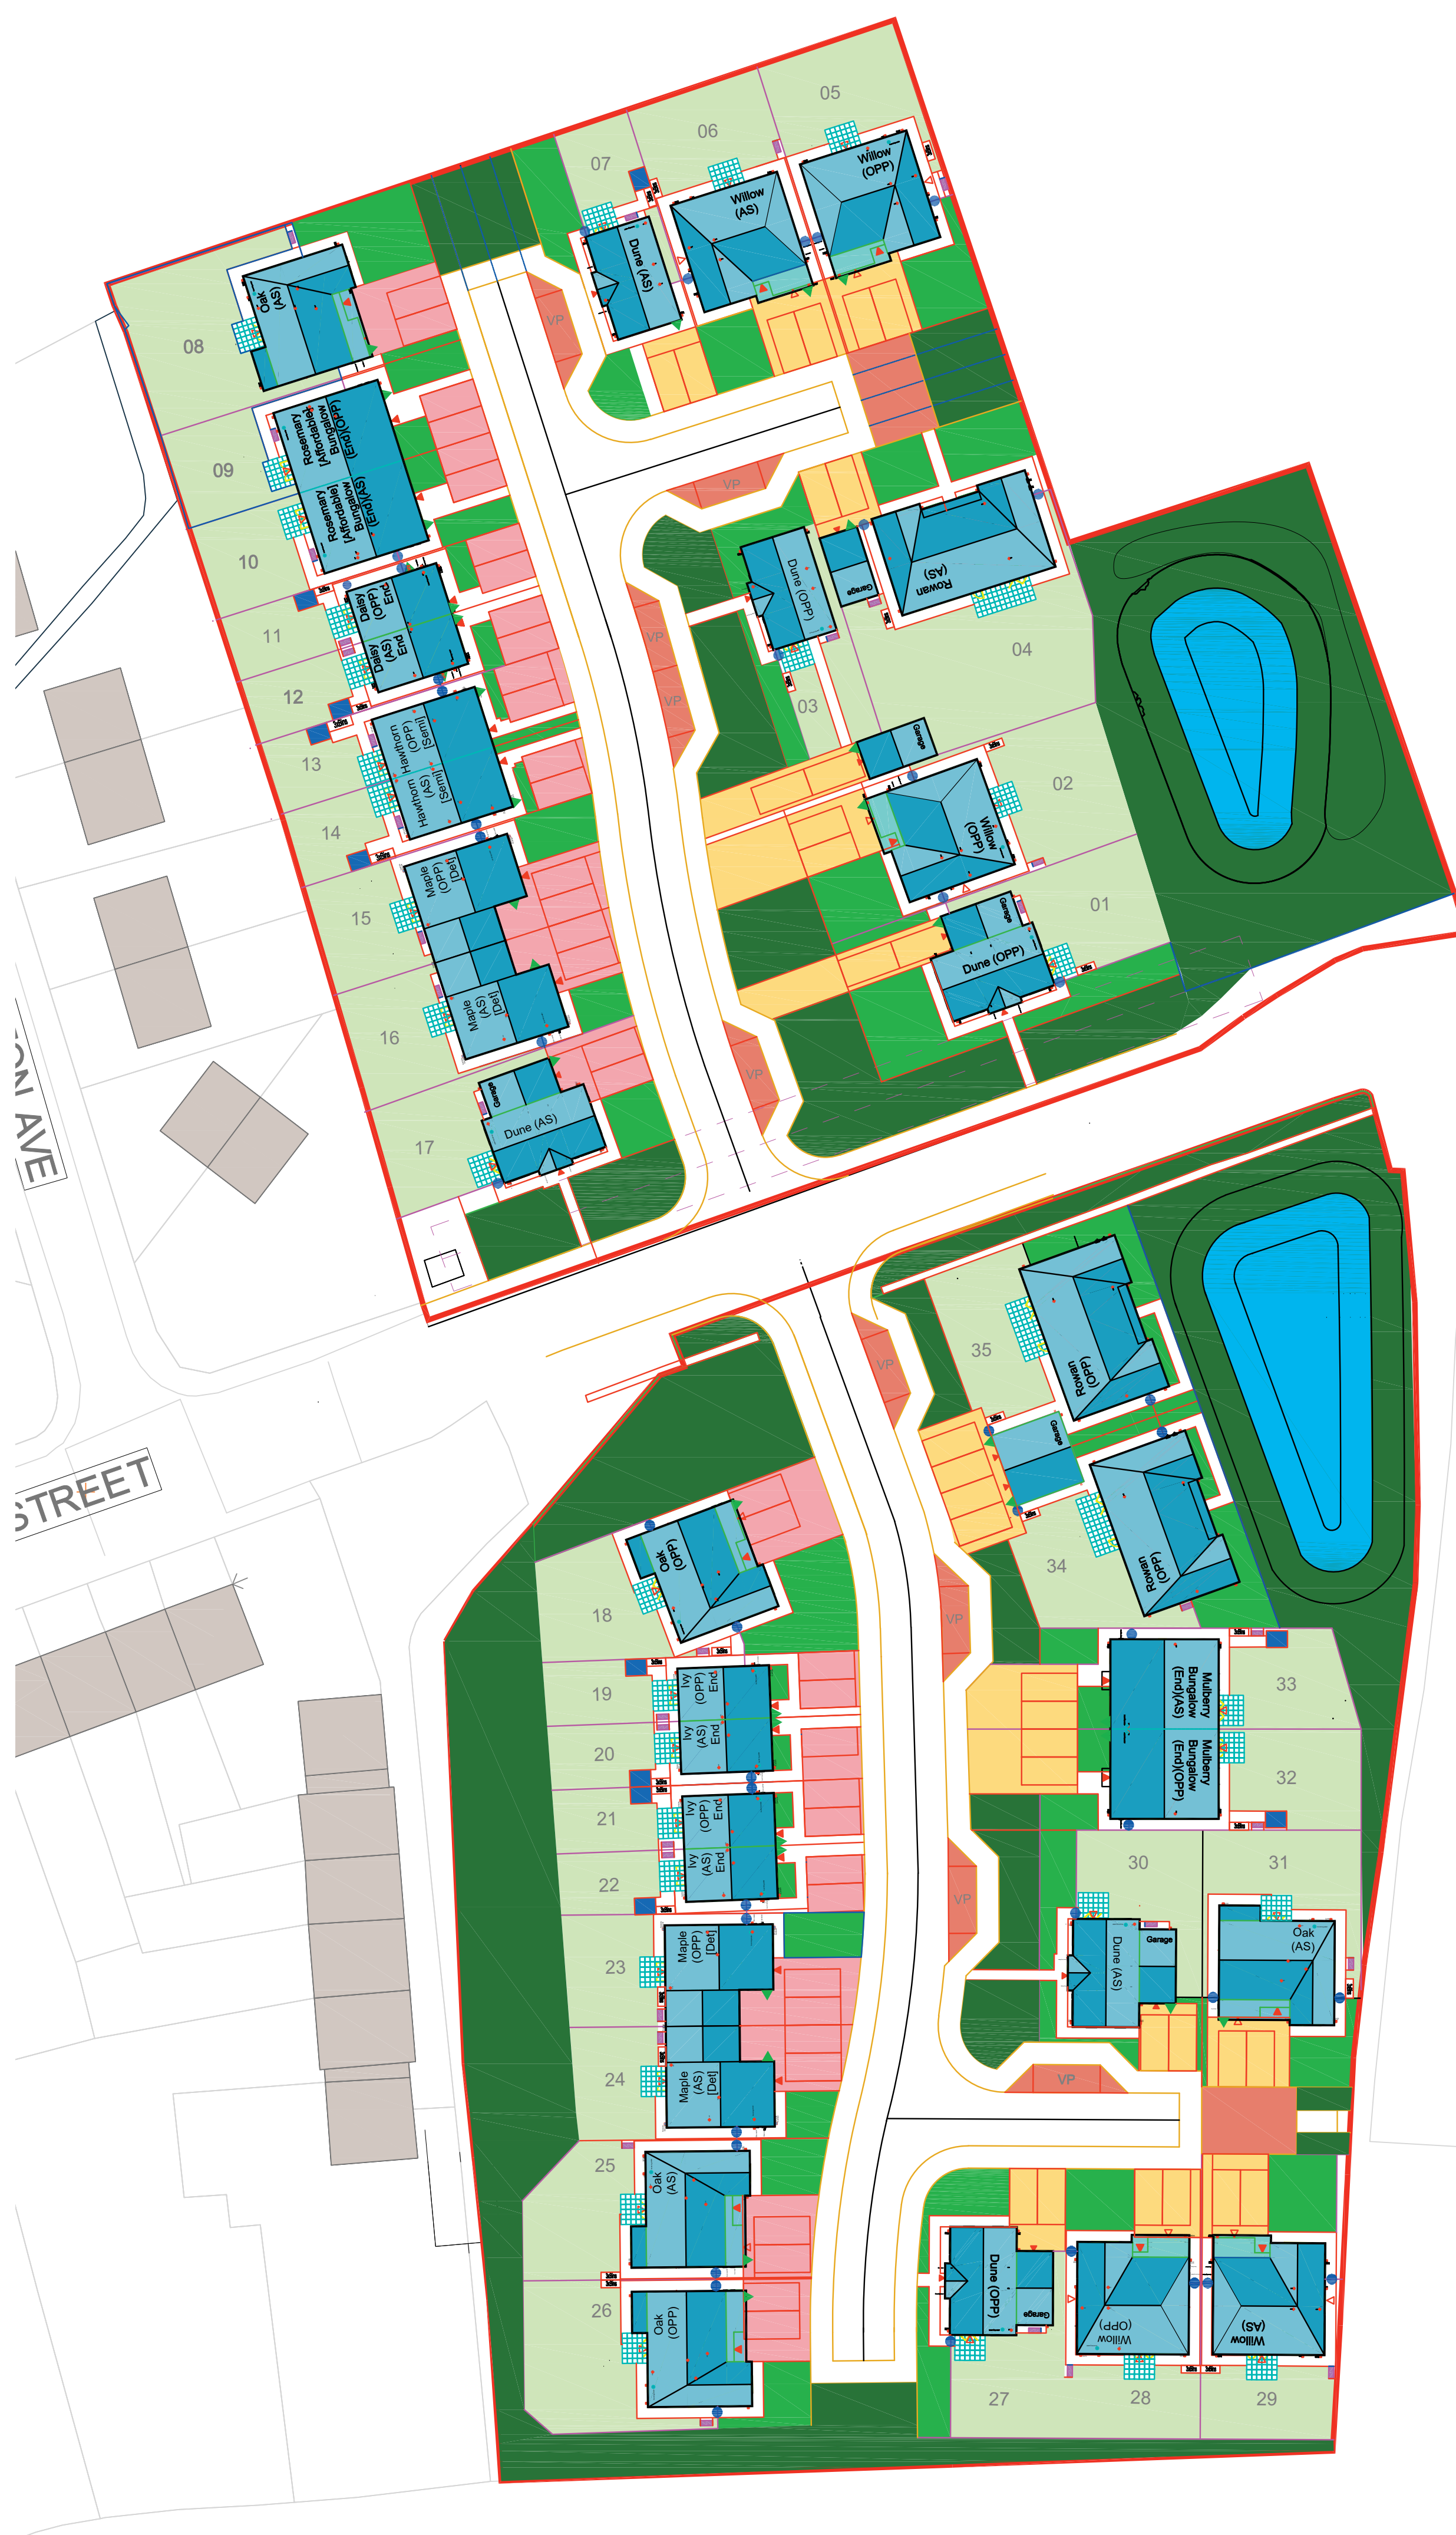 05
06
07
Willow
(OPP)
Willow
(AS)
Dune (AS)
Oak
(AS)
08
VP
Rosemary
[Affordable]
Bungalow
(End)(OPP)
09
VP
Rosemary
[Affordable]
Bungalow
(End)(AS)
10
Dune (OPP)
Garage
Rowan
(AS)
Daisy
(OPP)
End
11
VP
04
Daisy
(AS)
End
12
VP
03
Hawthorn
(OPP)
[Semi]
13
Garage
02
Hawthorn
(AS)
[Semi]
14
Willow
(OPP)
Maple
(OPP)
[Det]
15
01
Garage
Dune (OPP)
Maple
(AS)
[Det]
16
VP
Garage
Dune (AS)
17
ON AVE
35
VP
Rowan
(OPP)
Garage
STREET
Oak
(OPP)
34
Rowan
(OPP)
18
VP
19
Ivy
(OPP)
End
33
Mulberry
Bungalow
(End)(AS)
20
Ivy
(AS)
End
32
Mulberry
Bungalow
(End)(OPP)
21
Ivy
(OPP)
End
22
Ivy
(AS)
End
30
31
VP
23
Maple
(OPP)
[Det]
Dune (AS)
Garage
Oak
(AS)
24
Maple
(AS)
[Det]
VP
25
Oak
(AS)
26
Oak
(OPP)
Dune (OPP)
Garage
Willow
(OPP)
Willow
(AS)
27
28
29